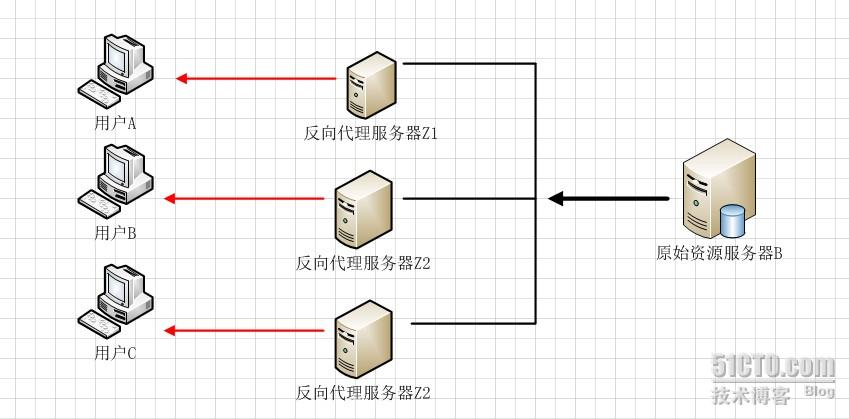 用户A
反向代理服务器Z1
用户B
反向代理服务器Z2
原始资源服务器B
用户C
反向代理服务器Z2
51CTO.com
技术博客 Blog